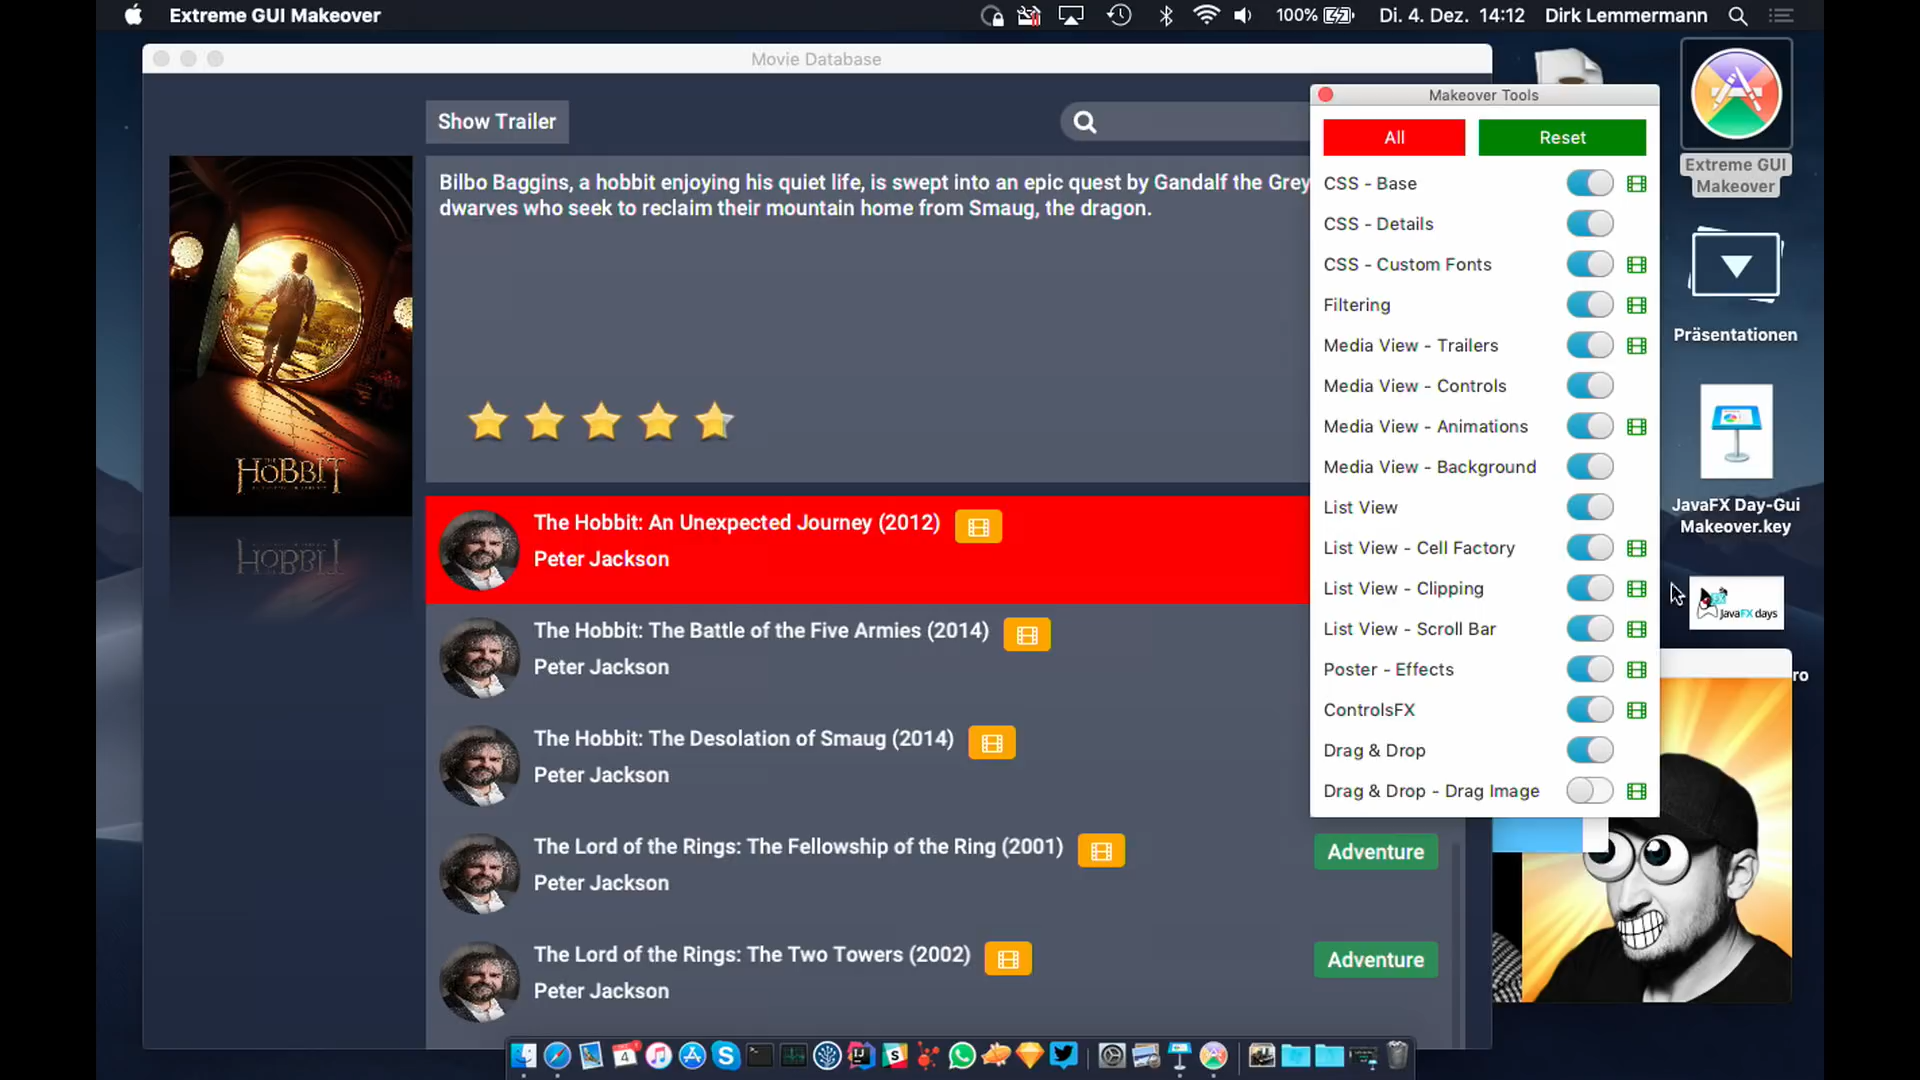 Extreme GUI Makeover
100%
Di. 4. Dez. 14:12
Dirk Lemmermann
Movie Database
Show Trailer
Bilbo Baggins, a hobbit enjoying his quiet life, is swept into an epic quest by Gandalf the Grey
dwarves who seek to reclaim their mountain home from Smaug, the dragon.
THE HOBBIT
The Hobbit: An Unexpected Journey (2012)
Peter Jackson
The Hobbit: The Battle of the Five Armies (2014)
Peter Jackson
The Hobbit: The Desolation of Smaug (2014)
Peter Jackson
The Lord of the Rings: The Fellowship of the Ring (2001)
Peter Jackson
Adventure
The Lord of the Rings: The Two Towers (2002)
Peter Jackson
Adventure
Makeover Tools
All
Reset
CSS - Base
CSS - Details
CSS - Custom Fonts
Filtering
Media View - Trailers
Media View - Controls
Media View - Animations
Media View - Background
List View
List View - Cell Factory
List View - Clipping
List View - Scroll Bar
Poster - Effects
ControlsFX
Drag & Drop
Drag & Drop - Drag Image
Extreme GUI
Makeover
Präsentationen
JavaFX Day-Gui
Makeover.key
JavaFX days
ro
4